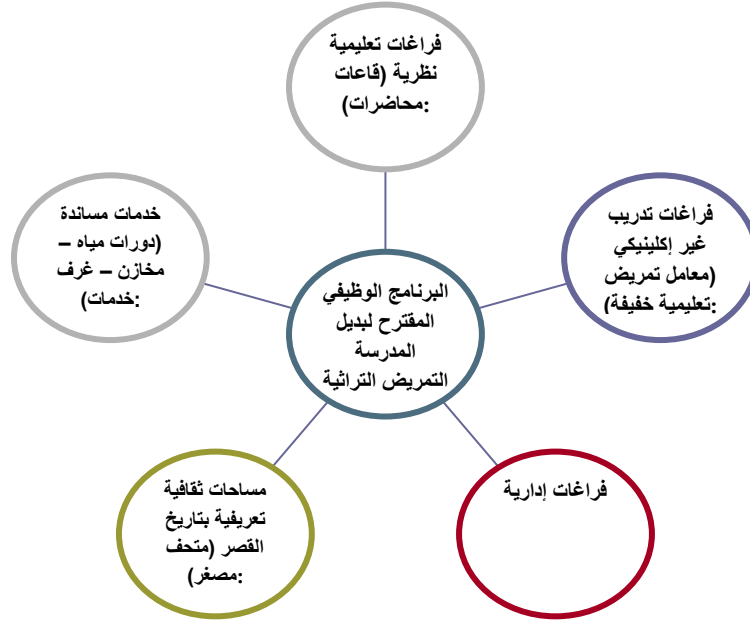 فراغات تعليمية
نظرية (قاعات
محاضرات):
فراغات تدريب
غير إكلينيكي
(معامل تمريض
تعليمية خفيفة):
فراغات إدارية
مساحات ثقافية
تعريفية بتاريخ
القصر (متحف
مصغر):
خدمات مساندة
(دورات مياه –
مخازن – غرف
خدمات):
البرنامج الوظيفي
المقترح لبديل
المدرسة
التمريض التراثية